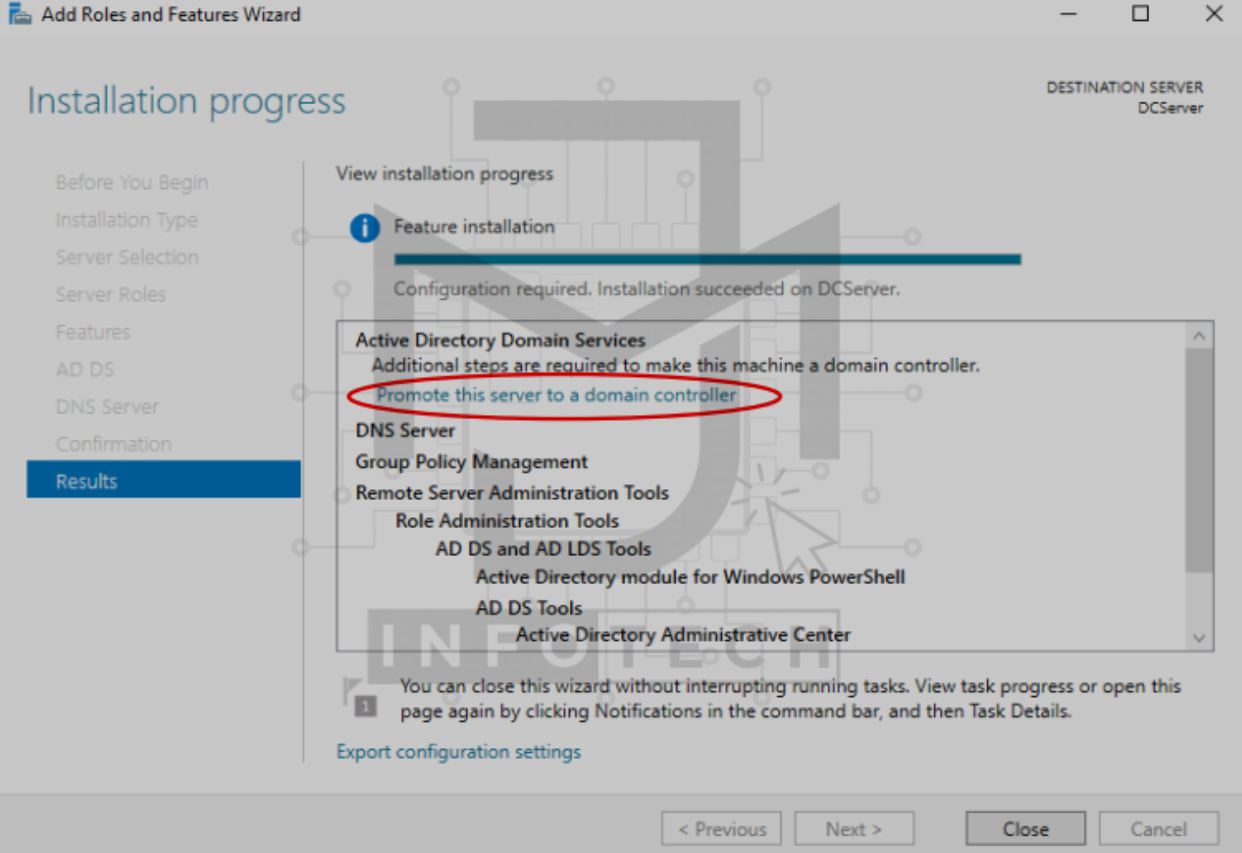 Add Roles and Features Wizard
Installation progress
DESTINATION SERVER
DCServer
Before You Begin
Installation Type
Server Selection
Server Roles
Features
AD DS
DNS Server
Confirmation
Results
View installation progress
Feature installation
Configuration required. Installation succeeded on DCServer.
Active Directory Domain Services
Additional steps are required to make this machine a domain controller.
Promote this server to a domain controller
DNS Server
Group Policy Management
Remote Server Administration Tools
Role Administration Tools
AD DS and AD LDS Tools
Active Directory module for Windows PowerShell
AD DS Tools
Active Directory Administrative Center
INFOTECH
1
You can close this wizard without interrupting running tasks. View task progress or open this
page again by clicking Notifications in the command bar, and then Task Details.
Export configuration settings
< Previous
Next >
Close
Cancel